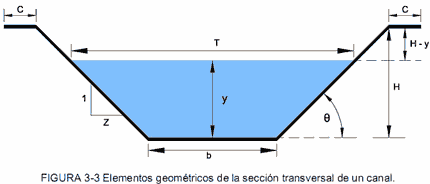 C
C
T
H - y
1
y
H
Z
θ
b
FIGURA 3-3 Elementos geométricos de la sección transversal de un canal.